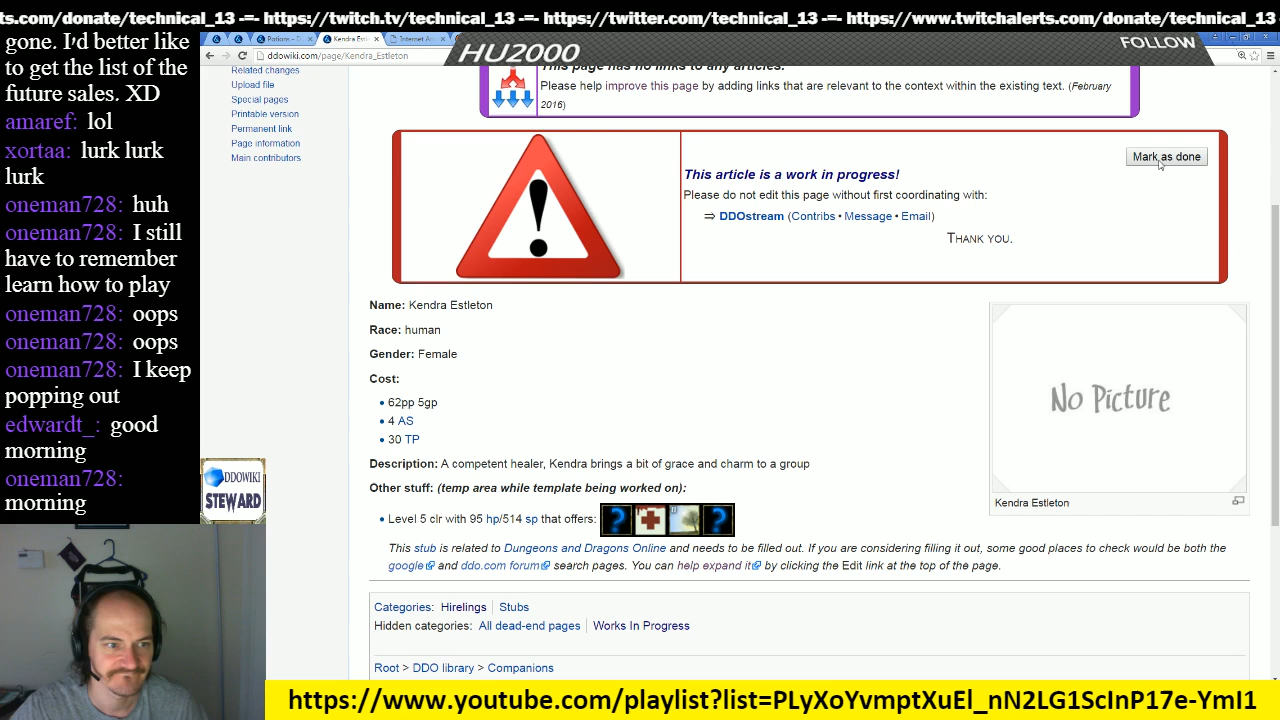 ts.com/donate/technical_13 -=- https://twitch.tv/technical_13 -=- https://twitter.com/technical_13 -=- https://www.twitchalerts.com/donate/technical_13 -=-
gone. I'd better like
to get the list of the
future sales. XD
amaref: lol
xortaa: lurk lurk
lurk
oneman728: huh
oneman728: I still
have to remember
learn how to play
oneman728: oops
oneman728: oops
oneman728: I keep
popping out
edwardt_: good
morning
oneman728:
morning
Potions - D
Kendra Est
Internet Ar
HU2000
FOLLOW
ddowiki.com/page/Kendra_Estleton
Related changes
Upload file
Special pages
Printable version
Permanent link
Page information
Main contributors
This page has no links to any articles.
Please help improve this page by adding links that are relevant to the context within the existing text. (February
2016)
Mark as done
This article is a work in progress!
Please do not edit this page without first coordinating with:
⇒ DDOstream (Contribs • Message • Email)
THANK YOU.
Name: Kendra Estleton
Race: human
Gender: Female
Cost:
• 62pp 5gp
• 4 AS
• 30 TP
Description: A competent healer, Kendra brings a bit of grace and charm to a group
Other stuff: (temp area while template being worked on):
• Level 5 clr with 95 hp/514 sp that offers:
No Picture
Kendra Estleton
This stub is related to Dungeons and Dragons Online and needs to be filled out. If you are considering filling it out, some good places to check would be both the
google and ddo.com forum search pages. You can help expand it by clicking the Edit link at the top of the page.
Categories: Hirelings | Stubs
Hidden categories: All dead-end pages | Works In Progress
Root > DDO library > Companions
DDOWIKI
STEWARD
https://www.youtube.com/playlist?list=PLyXoYvmptXuEl_nN2LG1ScInP17e-YmI1